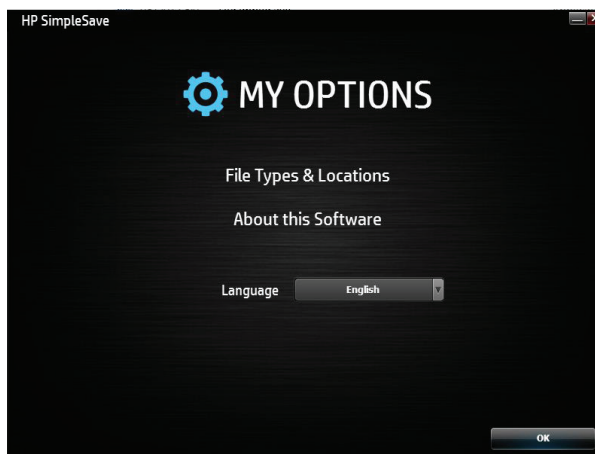 HP SimpleSave
MY OPTIONS
File Types & Locations
About this Software
Language English
OK